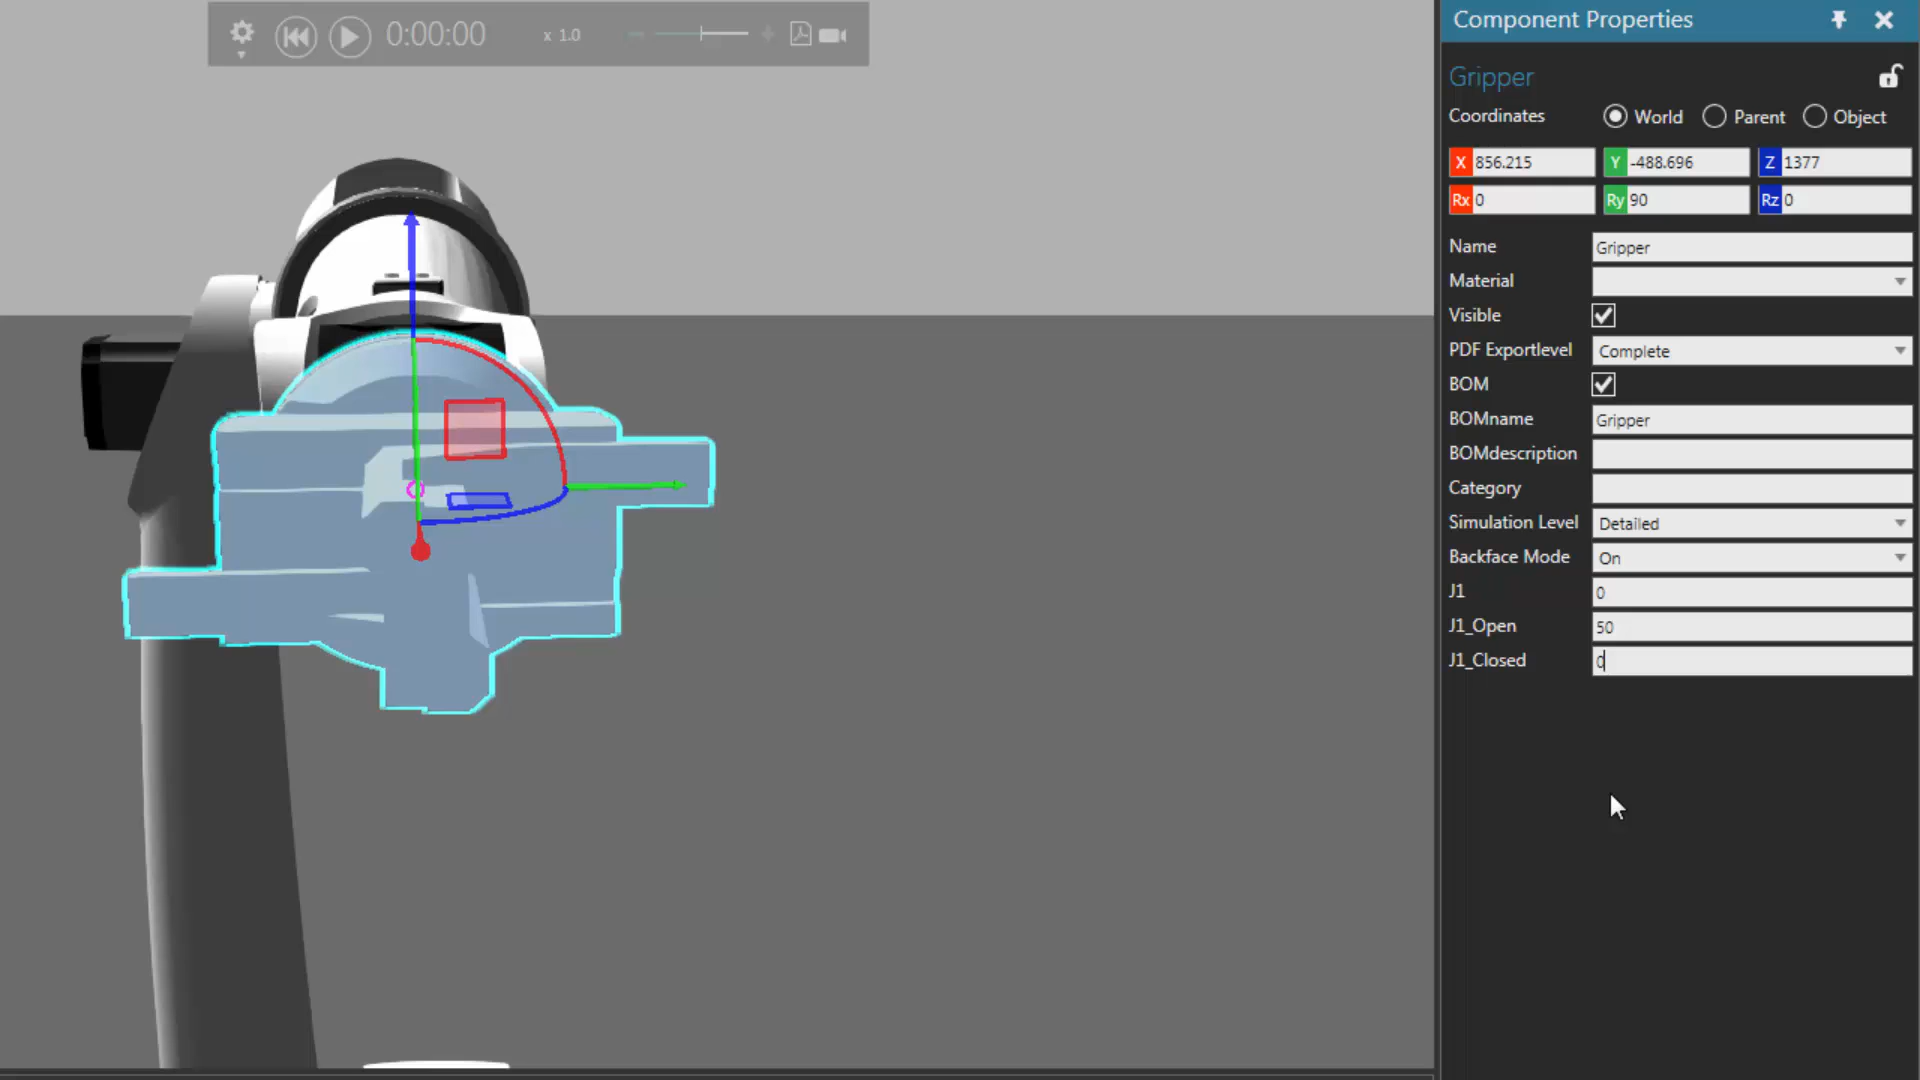 0:00:00
x 1.0
Component Properties
Gripper
Coordinates World Parent Object
X 856.215 Y -488.696 Z 1377
Rx 0 Ry 90 Rz 0
Name Gripper
Material
Visible
PDF Exportlevel Complete
BOM
BOMname Gripper
BOMdescription
Category
Simulation Level Detailed
Backface Mode On
J1 0
J1_Open 50
J1_Closed 0